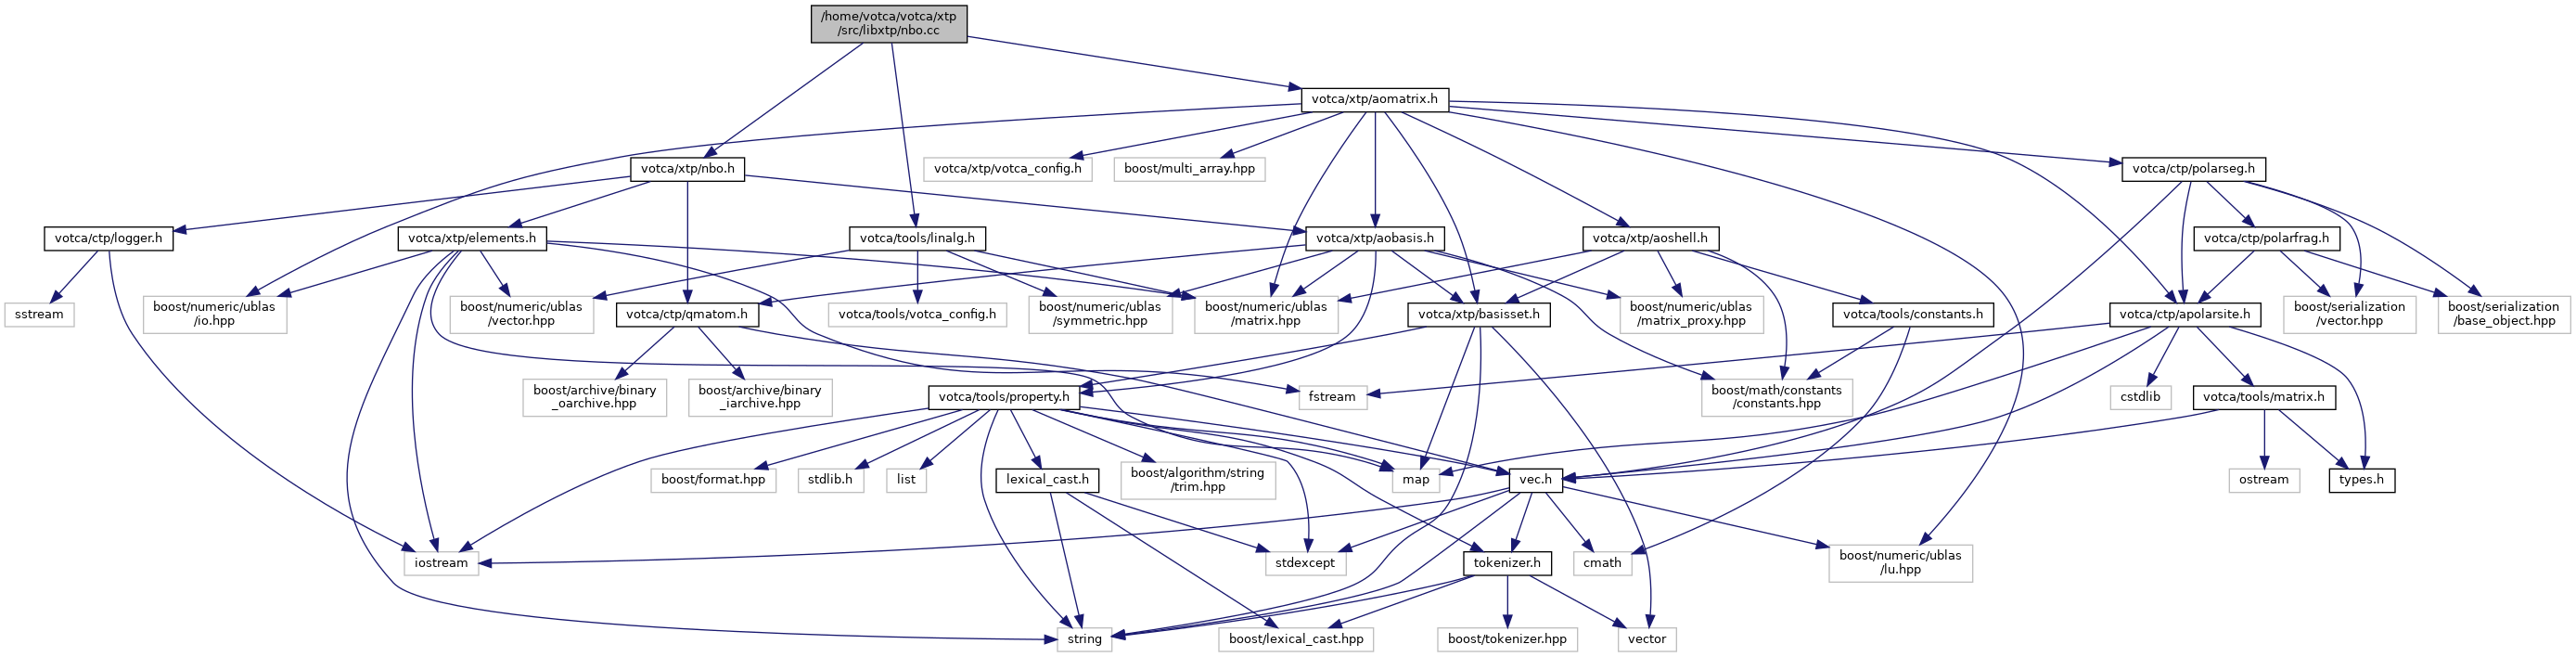 /home/votca/votca/xtp
/src/libxtp/nbo.cc
votca/xtp/aomatrix.h
votca/xtp/nbo.h
votca/xtp/votca_config.h
boost/multi_array.hpp
votca/ctp/polarseg.h
votca/ctp/logger.h
votca/xtp/elements.h
votca/tools/linalg.h
votca/xtp/aobasis.h
votca/xtp/aoshell.h
votca/ctp/polarfrag.h
sstream
boost/numeric/ublas
/io.hpp
boost/numeric/ublas
/vector.hpp
votca/ctp/qmatom.h
votca/tools/votca_config.h
boost/numeric/ublas
/symmetric.hpp
boost/numeric/ublas
/matrix.hpp
votca/xtp/basisset.h
boost/numeric/ublas
/matrix_proxy.hpp
votca/tools/constants.h
votca/ctp/apolarsite.h
boost/serialization
/vector.hpp
boost/serialization
/base_object.hpp
boost/archive/binary
_oarchive.hpp
boost/archive/binary
_iarchive.hpp
votca/tools/property.h
fstream
boost/math/constants
/constants.hpp
cstdlib
votca/tools/matrix.h
boost/format.hpp
stdlib.h
list
lexical_cast.h
boost/algorithm/string
/trim.hpp
map
vec.h
ostream
types.h
iostream
stdexcept
tokenizer.h
cmath
boost/numeric/ublas
/lu.hpp
string
boost/lexical_cast.hpp
boost/tokenizer.hpp
vector